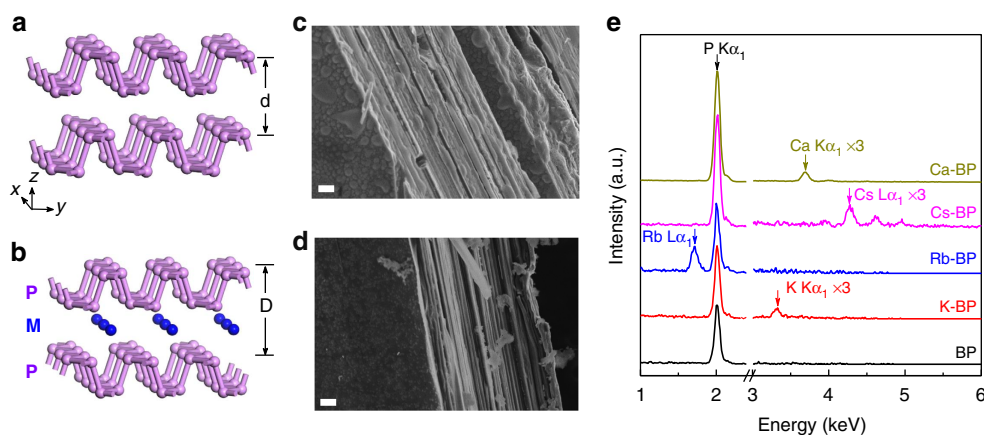 a
d
x
z
y
b
P
M
P
D
c
d
e
P Kα₁
Ca Kα₁ ×3
Ca-BP
Cs Lα₁ ×3
Cs-BP
Rb Lα₁
Rb-BP
K Kα₁ ×3
K-BP
BP
Intensity (a.u.)
1 2 3 4 5 6
Energy (keV)